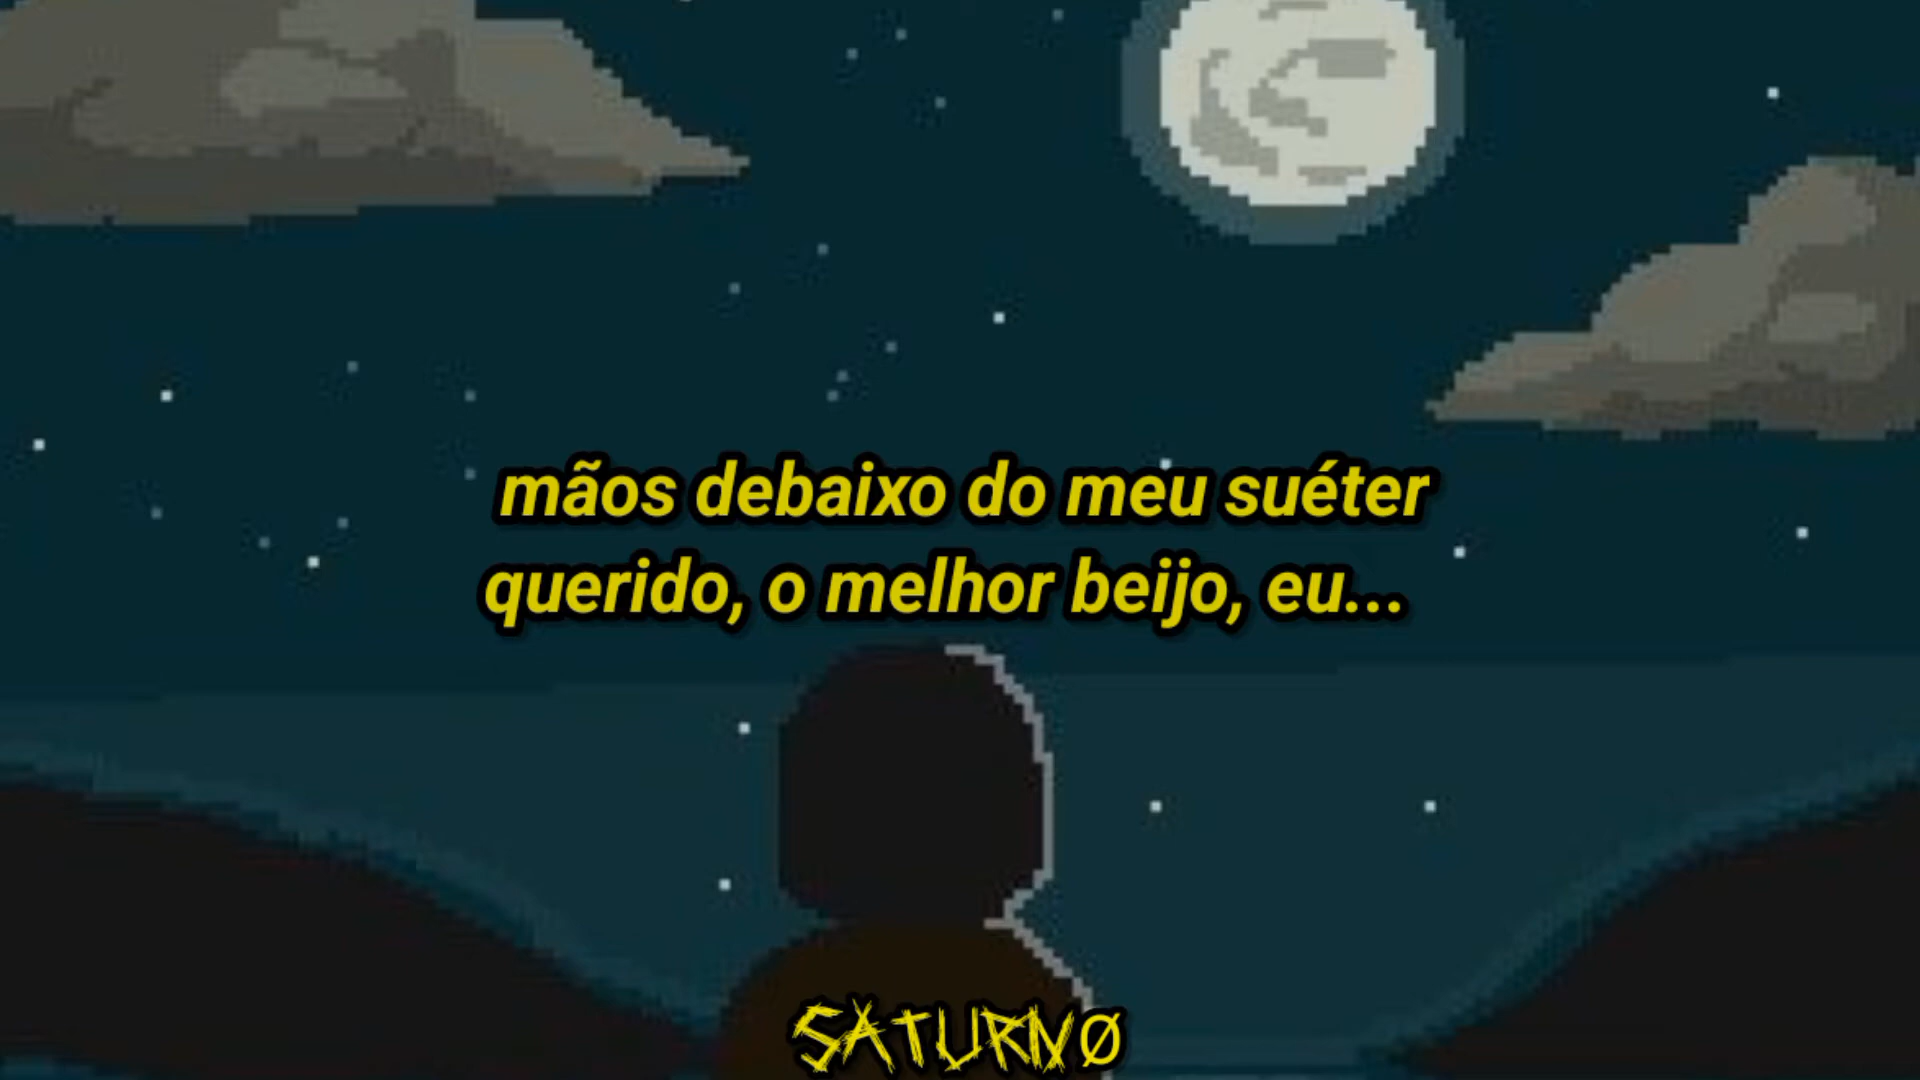 mãos debaixo do meu suéter
querido, o melhor beijo, eu...
SATURNØ